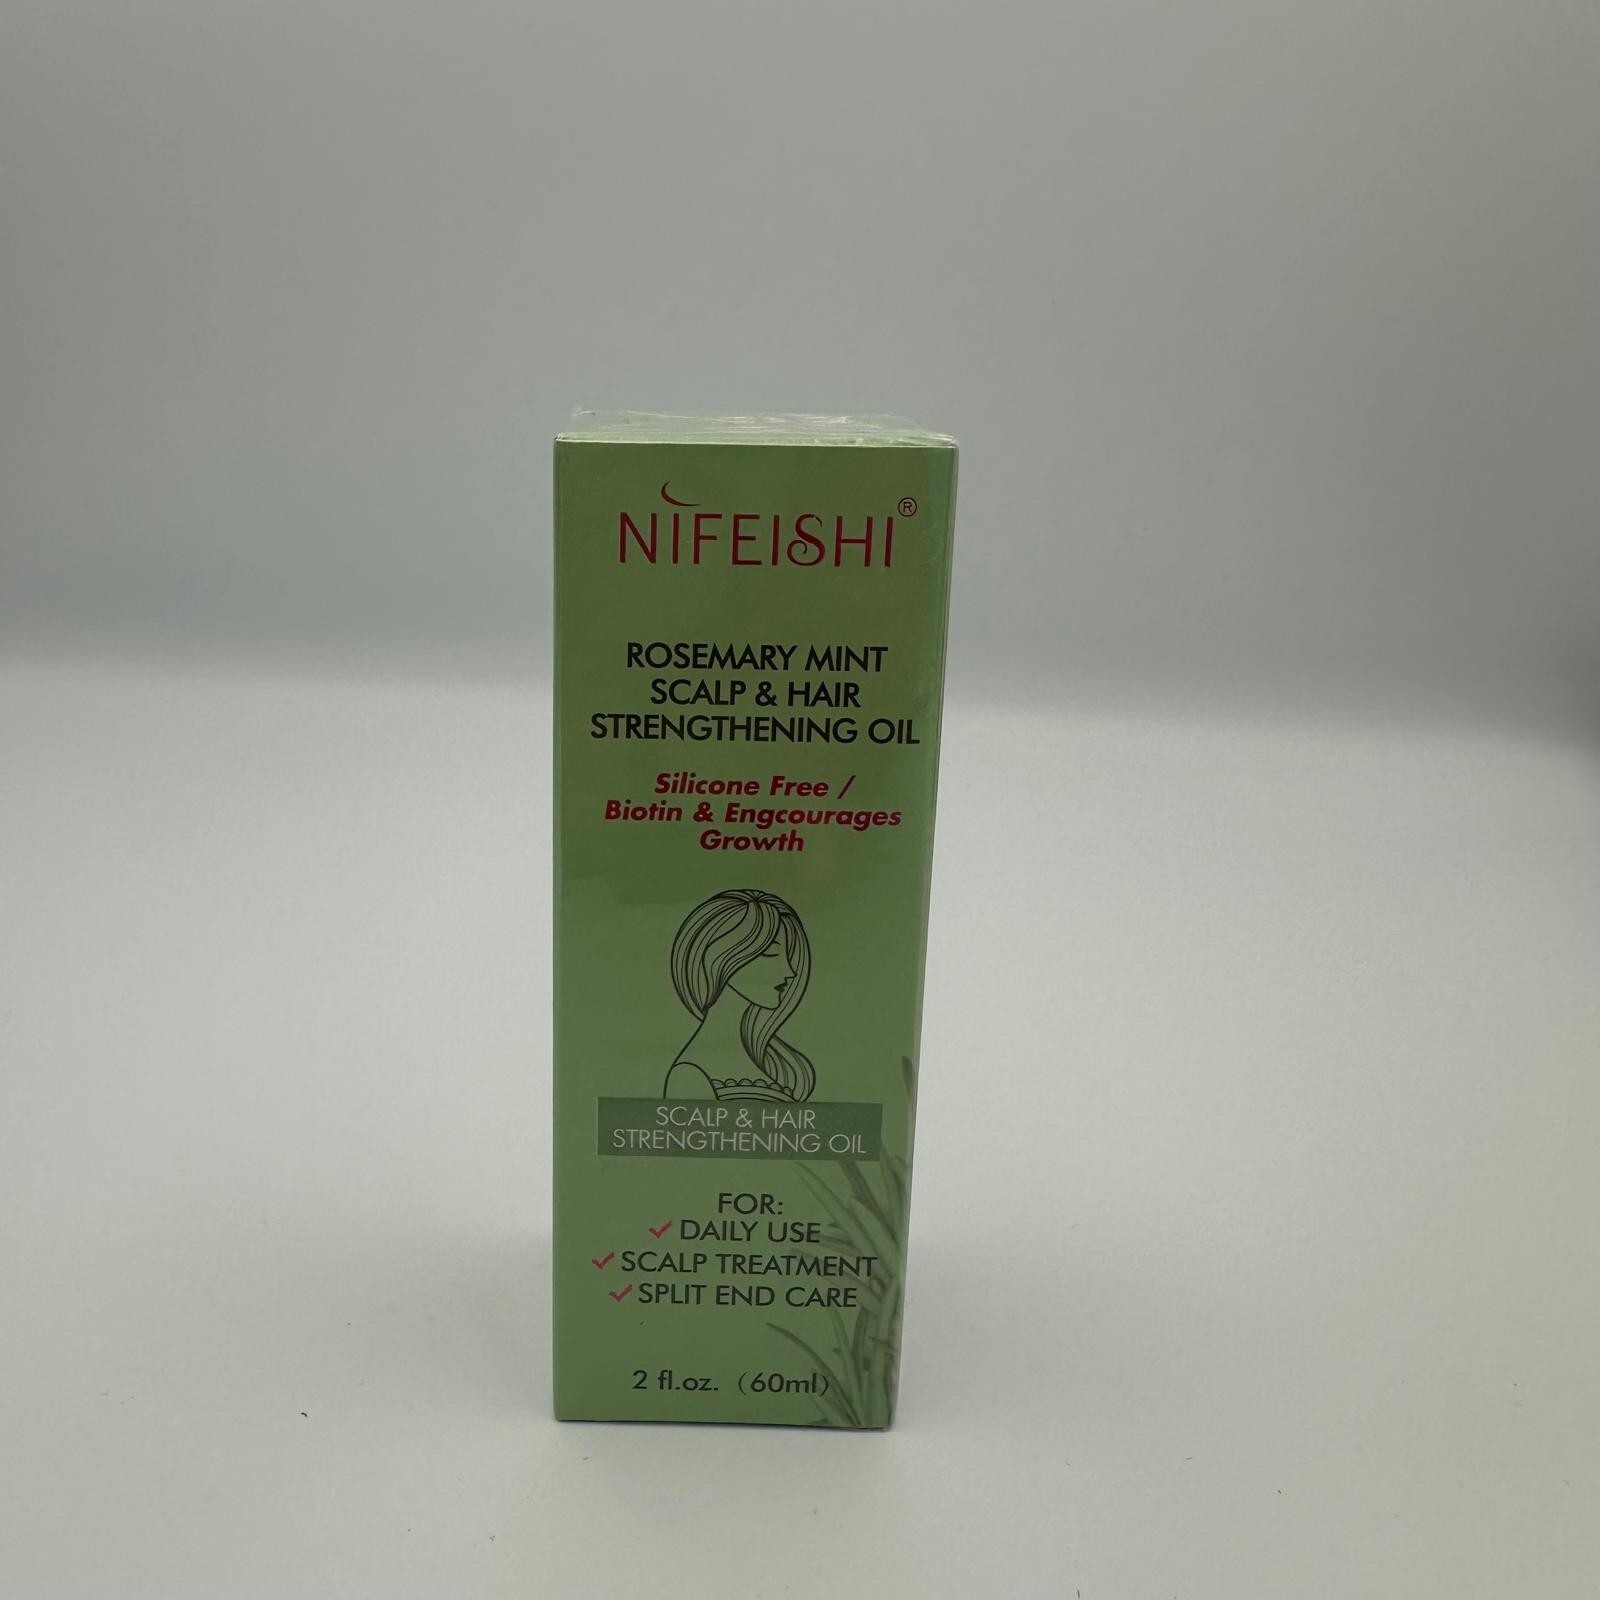 NIFEISHI®
ROSEMARY MINT
SCALP & HAIR
STRENGTHENING OIL
Silicone Free /
Biotin & Engcourages
Growth
SCALP & HAIR
STRENGTHENING OIL
FOR:
DAILY USE
SCALP TREATMENT
SPLIT END CARE
2 fl.oz. (60ml)